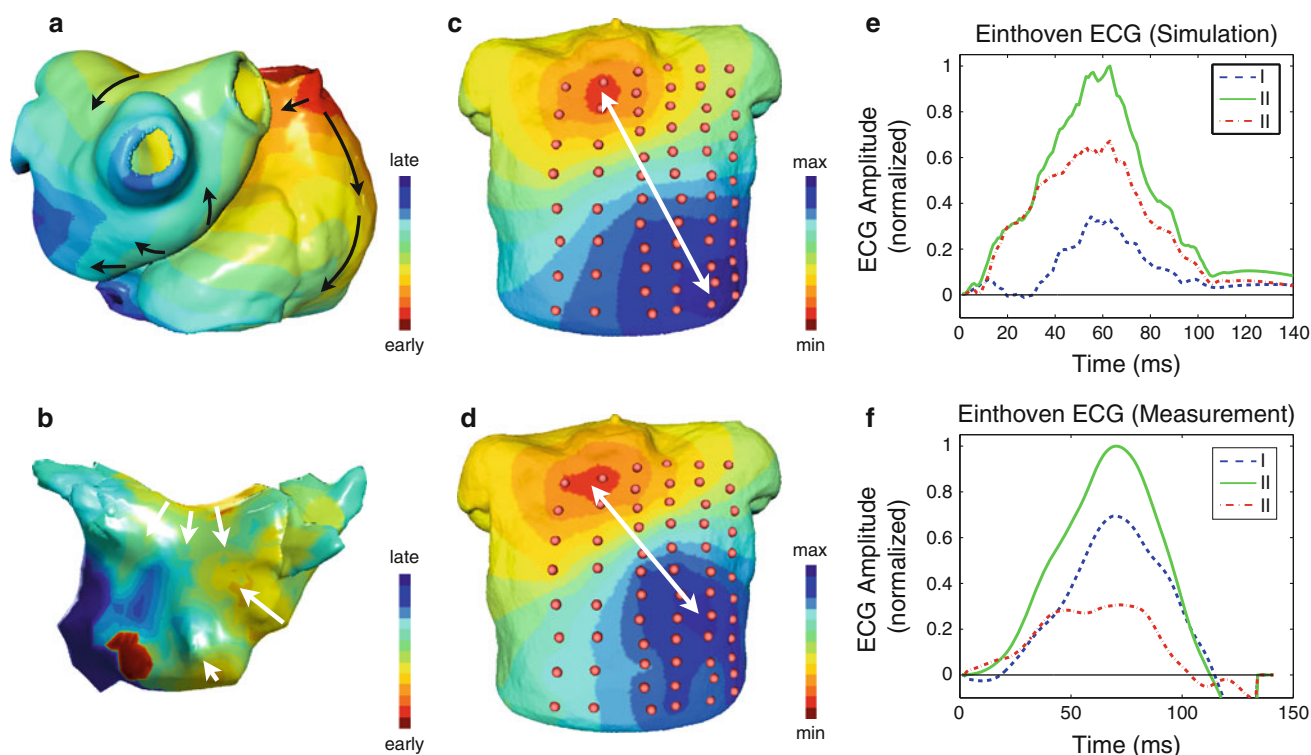 a
late
early
b
late
early
c
max
min
d
max
min
e
Einthoven ECG (Simulation)
ECG Amplitude
(normalized)
1
0.8
0.6
0.4
0.2
0
I
II
II
0 20 40 60 80 100 120 140
Time (ms)
f
Einthoven ECG (Measurement)
ECG Amplitude
(normalized)
1
0.8
0.6
0.4
0.2
0
I
II
II
0 50 100 150
Time (ms)